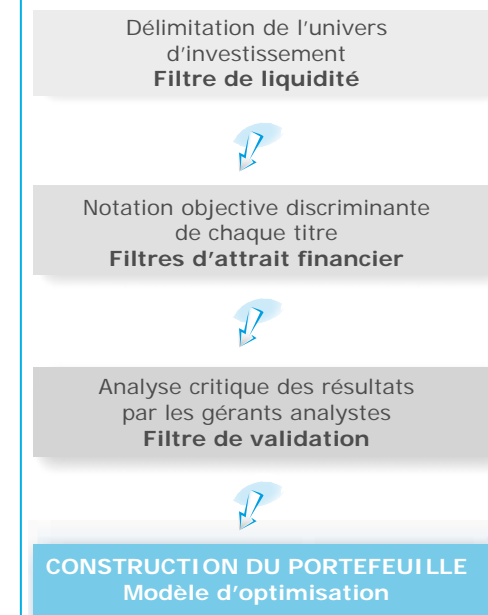 Délimitation de l'univers
d'investissement
Filtre de liquidité
Notation objective discriminante
de chaque titre
Filtres d'attrait financier
Analyse critique des résultats
par les gérants analystes
Filtre de validation
CONSTRUCTION DU PORTEFEUILLE
Modèle d'optimisation